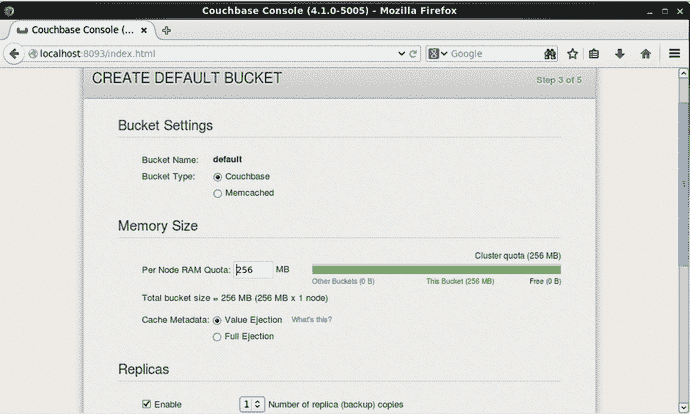 Couchbase Console (4.1.0-5005) - Mozilla Firefox
Couchbase Console (4.1.0-5...
localhost:8093/index.html
Google
CREATE DEFAULT BUCKET
Step 3 of 5
Bucket Settings
Bucket Name: default
Bucket Type: Couchbase
Memcached
Memory Size
Cluster quota (256 MB)
Per Node RAM Quota: 256 MB
Other Buckets (0 B) This Bucket (256 MB) Free (0 B)
Total bucket size = 256 MB (256 MB x 1 node)
Cache Metadata: Value Ejection What's this?
Full Ejection
Replicas
Enable 1 Number of replica (backup) copies